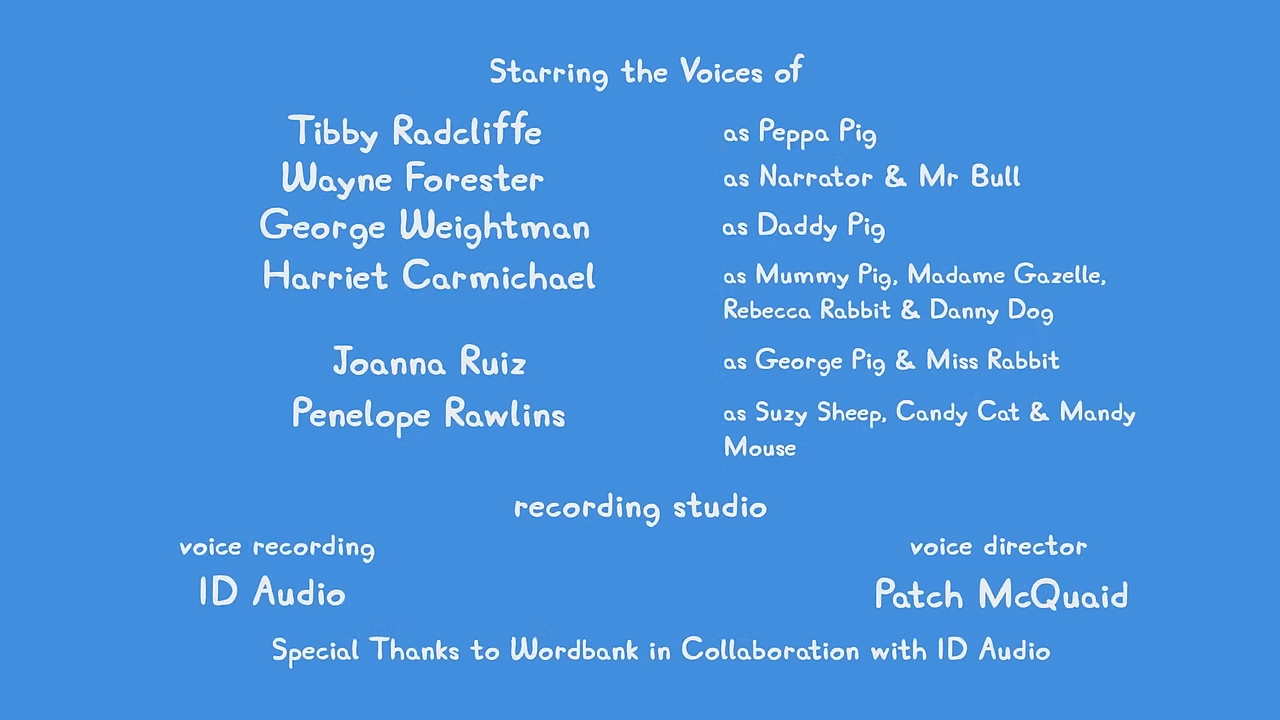 Starring the Voices of
Tibby Radcliffe as Peppa Pig
Wayne Forester as Narrator & Mr Bull
George Weightman as Daddy Pig
Harriet Carmichael as Mummy Pig, Madame Gazelle,
Rebecca Rabbit & Danny Dog
Joanna Ruiz as George Pig & Miss Rabbit
Penelope Rawlins as Suzy Sheep, Candy Cat & Mandy
Mouse
recording studio
voice recording voice director
ID Audio Patch McQuaid
Special Thanks to Wordbank in Collaboration with ID Audio